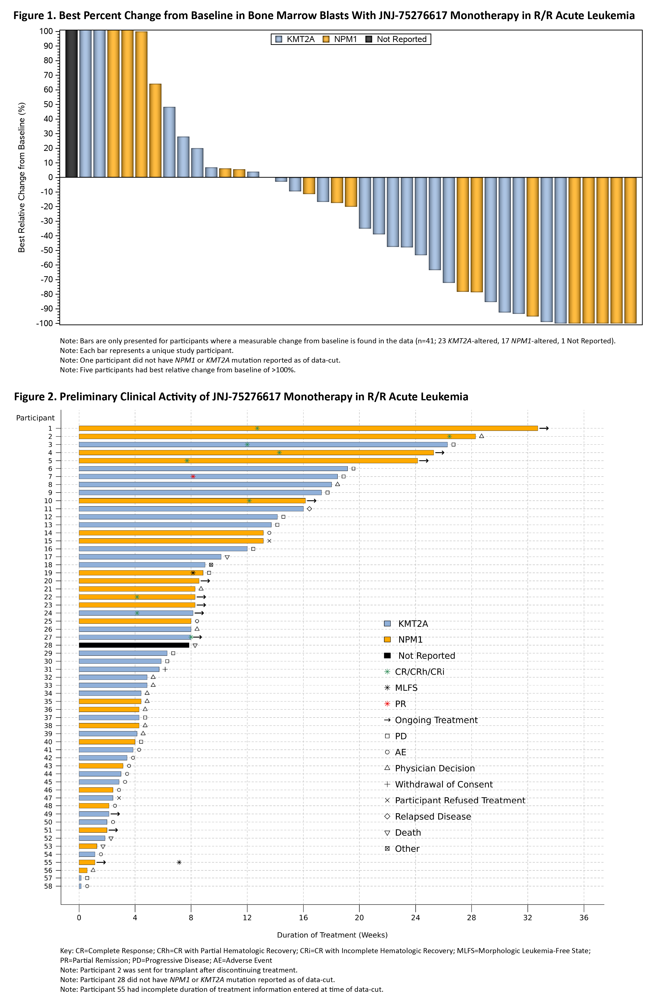 Figure 1. Best Percent Change from Baseline in Bone Marrow Blasts With JNJ-75276617 Monotherapy in R/R Acute Leukemia
KMT2A NPM1 Not Reported
Best Relative Change from Baseline (%)
100
90
80
70
60
50
40
30
20
10
0
-10
-20
-30
-40
-50
-60
-70
-80
-90
-100
Note: Bars are only presented for participants where a measurable change from baseline is found in the data (n=41; 23 KMT2A-altered, 17 NPM1-altered, 1 Not Reported).
Note: Each bar represents a unique study participant.
Note: One participant did not have NPM1 or KMT2A mutation reported as of data-cut.
Note: Five participants had best relative change from baseline of >100%.
Figure 2. Preliminary Clinical Activity of JNJ-75276617 Monotherapy in R/R Acute Leukemia
Participant
1
2
3
4
5
6
7
8
9
10
11
12
13
14
15
16
17
18
19
20
21
22
23
24
25
26
27
28
29
30
31
32
33
34
35
36
37
38
39
40
41
42
43
44
45
46
47
48
49
50
51
52
53
54
55
56
57
58
KMT2A
NPM1
Not Reported
CR/CRh/CRi
MLFS
PR
Ongoing Treatment
PD
AE
Physician Decision
Withdrawal of Consent
Participant Refused Treatment
Relapsed Disease
Death
Other
0 4 8 12 16 20 24 28 32 36
Duration of Treatment (Weeks)
Key: CR=Complete Response; CRh=CR with Partial Hematologic Recovery; CRi=CR with Incomplete Hematologic Recovery; MLFS=Morphologic Leukemia-Free State;
PR=Partial Remission; PD=Progressive Disease; AE=Adverse Event
Note: Participant 2 was sent for transplant after discontinuing treatment.
Note: Participant 28 did not have NPM1 or KMT2A mutation reported as of data-cut.
Note: Participant 55 had incomplete duration of treatment information entered at time of data-cut.